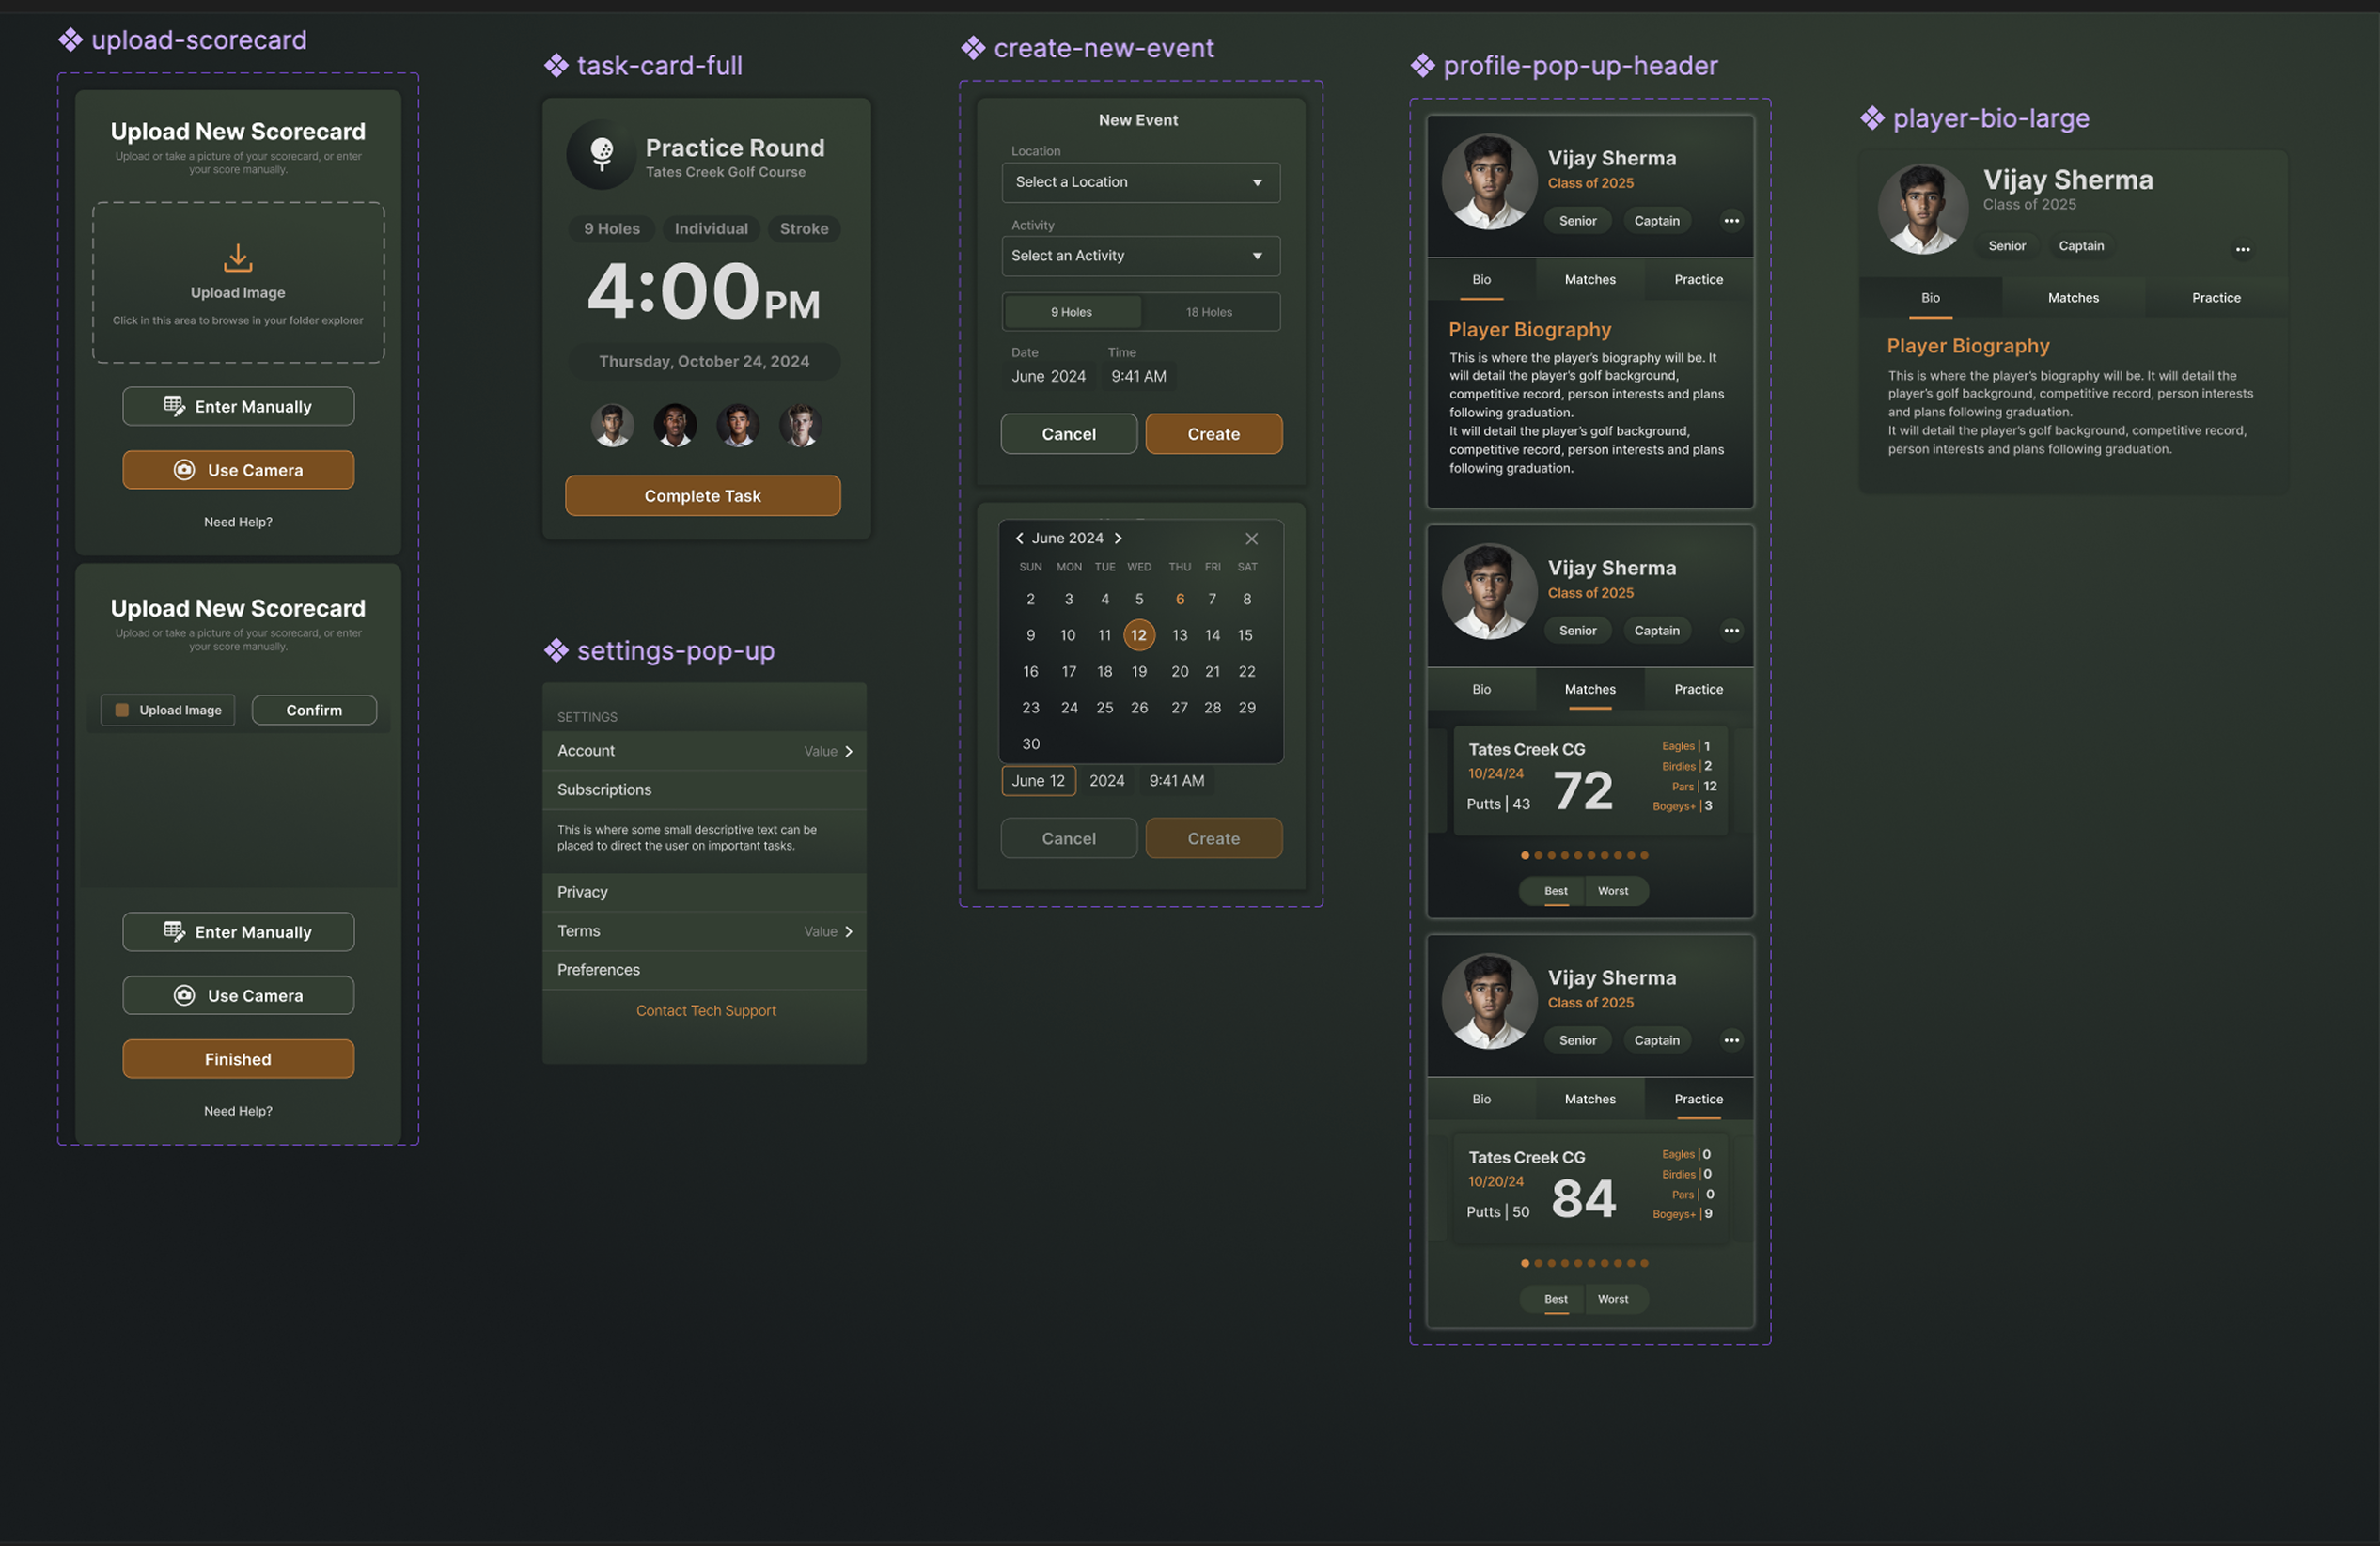 upload-scorecard
Upload New Scorecard
Upload or take a picture of your scorecard, or enter
your score manually.
Upload Image
Click in this area to browse in your folder explorer
Enter Manually
Use Camera
Need Help?
Upload New Scorecard
Upload or take a picture of your scorecard, or enter
your score manually.
Upload Image
Confirm
Enter Manually
Use Camera
Finished
Need Help?
task-card-full
Practice Round
Tates Creek Golf Course
9 Holes
Individual
Stroke
4:00PM
Thursday, October 24, 2024
Complete Task
settings-pop-up
SETTINGS
Account
Value
Subscriptions
This is where some small descriptive text can be
placed to direct the user on important tasks.
Privacy
Terms
Value
Preferences
Contact Tech Support
create-new-event
New Event
Location
Select a Location
Activity
Select an Activity
9 Holes
18 Holes
Date
Time
June 2024
9:41 AM
Cancel
Create
June 2024
SUN MON TUE WED THU FRI SAT
2 3 4 5 6 7 8
9 10 11 12 13 14 15
16 17 18 19 20 21 22
23 24 25 26 27 28 29
30
June 12
2024
9:41 AM
Cancel
Create
profile-pop-up-header
Vijay Sherma
Class of 2025
Senior
Captain
Bio
Matches
Practice
Player Biography
This is where the player’s biography will be. It
will detail the player’s golf background,
competitive record, person interests and plans
following graduation.
It will detail the player’s golf background,
competitive record, person interests and plans
following graduation.
Vijay Sherma
Class of 2025
Senior
Captain
Bio
Matches
Practice
Tates Creek CG
10/24/24
Putts | 43
72
Eagles | 1
Birdies | 2
Pars | 12
Bogeys+ | 3
Best
Worst
Vijay Sherma
Class of 2025
Senior
Captain
Bio
Matches
Practice
Tates Creek CG
10/20/24
Putts | 50
84
Eagles | 0
Birdies | 0
Pars | 0
Bogeys+ | 9
Best
Worst
player-bio-large
Vijay Sherma
Class of 2025
Senior
Captain
Bio
Matches
Practice
Player Biography
This is where the player’s biography will be. It will detail the
player’s golf background, competitive record, person interests
and plans following graduation.
It will detail the player’s golf background, competitive record,
person interests and plans following graduation.